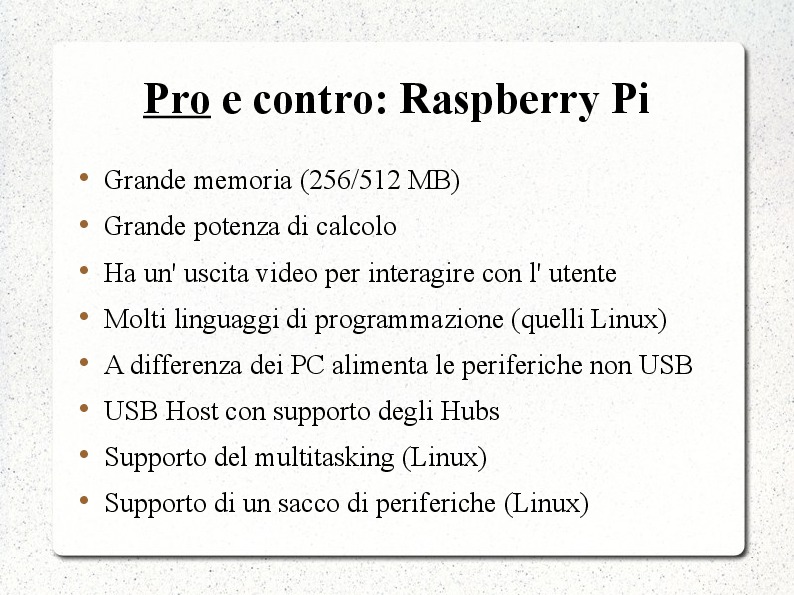 Pro e contro: Raspberry Pi
• Grande memoria (256/512 MB)
• Grande potenza di calcolo
• Ha un' uscita video per interagire con l' utente
• Molti linguaggi di programmazione (quelli Linux)
• A differenza dei PC alimenta le periferiche non USB
• USB Host con supporto degli Hubs
• Supporto del multitasking (Linux)
• Supporto di un sacco di periferiche (Linux)